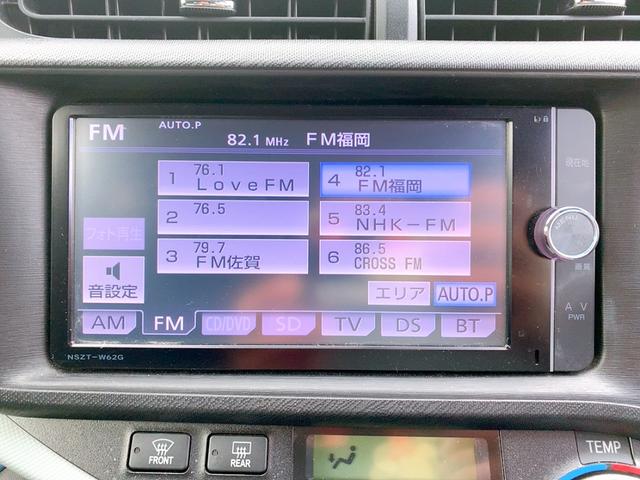 FM AUTO.P
82.1 MHz FM福岡
1 76.1 LoveFM
2 76.5
3 79.7 FM佐賀
4 82.1 FM福岡
5 83.4 NHK-FM
6 86.5 CROSS FM
フォト再生
音設定
エリア AUTO.P
AM FM CD/DVD SD TV DS BT
NSZT-W62G
現在地
画質
AV
PWR
FRONT
REAR
TEMP